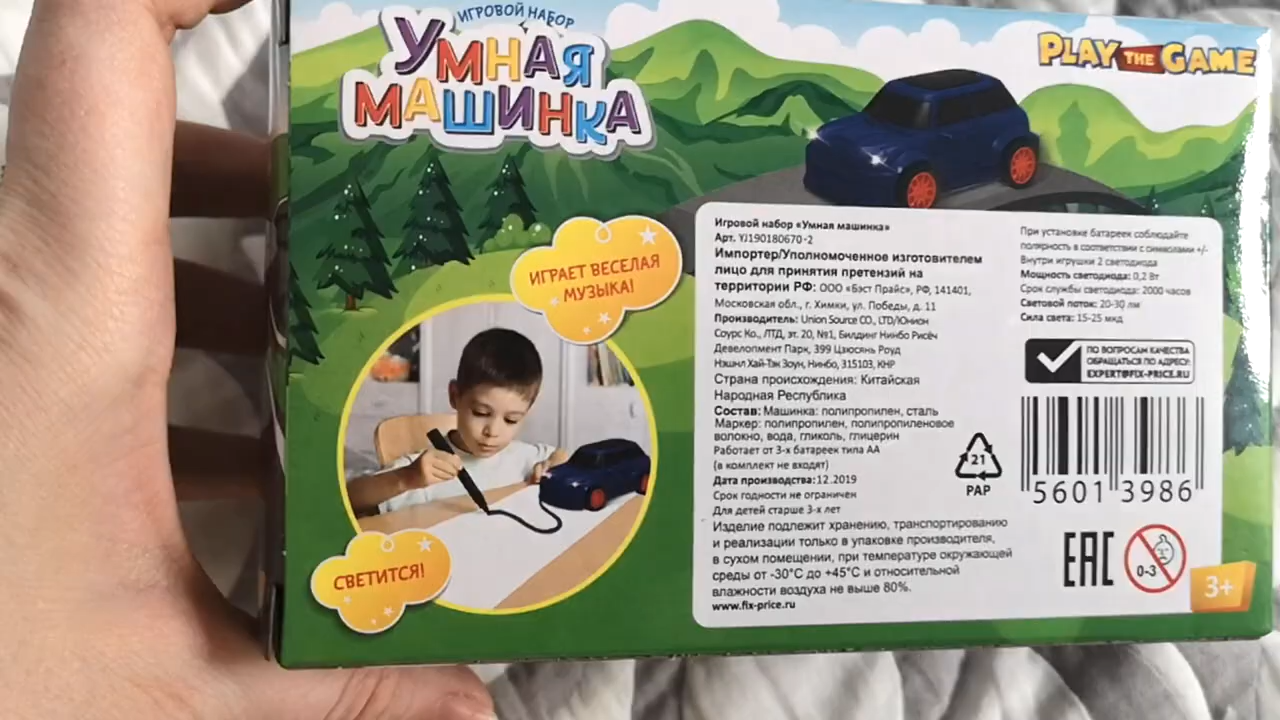 ИГРОВОЙ НАБОР
УМНАЯ
МАШИНКА
PLAY THE GAME
ИГРАЕТ ВЕСЕЛАЯ
МУЗЫКА!
СВЕТИТСЯ!
Игровой набор «Умная машинка»
Арт. YJ190180670-2
Импортер/Уполномоченное изготовителем
лицо для принятия претензий на
территории РФ: ООО «Бэст Прайс», РФ, 141401,
Московская обл., г. Химки, ул. Победы, д. 11
Производитель: Union Source CO., LTD/Юнион
Соурс Ко., ЛТД, эт. 20, №1, Билдинг Нинбо Рисёч
Девелопмент Парк, 399 Цзюсянь Роуд
Нэшнл Хай-Тэк Зоун, Нинбо, 315103, КНР
Страна происхождения: Китайская
Народная Республика
Состав: Машинка: полипропилен, сталь
Маркер: полипропилен, полипропиленовое
волокно, вода, гликоль, глицерин
Работает от 3-х батареек типа АА
(в комплект не входят)
Дата производства: 12.2019
Срок годности не ограничен
Для детей старше 3-х лет
Изделие подлежит хранению, транспортированию
и реализации только в упаковке производителя,
в сухом помещении, при температуре окружающей
среды от -30°С до +45°С и относительной
влажности воздуха не выше 80%.
www.fix-price.ru
При установке батареек соблюдайте
полярность в соответствии с символами +/-
Внутри игрушки 2 светодиода
Мощность светодиода: 0,2 Вт
Срок службы светодиода: 2000 часов
Световой поток: 20-30 лм
Сила света: 15-25 мкд
ПО ВОПРОСАМ КАЧЕСТВА
ОБРАЩАТЬСЯ ПО АДРЕСУ:
EXPERT@FIX-PRICE.RU
5601 3986
21
PAP
EAC
0-3
3+